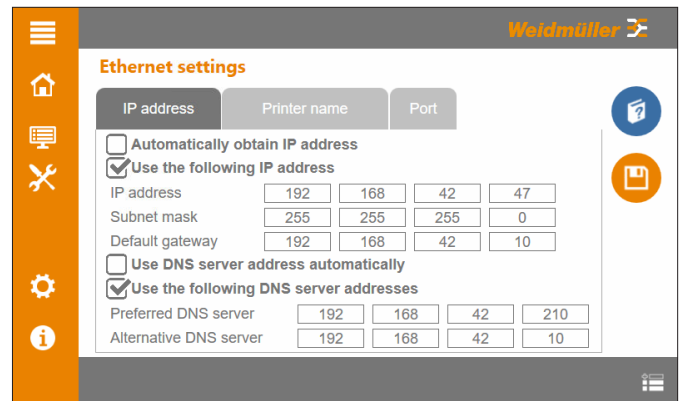 Weidmüller
Ethernet settings
IP address Printer name Port
Automatically obtain IP address
Use the following IP address
IP address 192 168 42 47
Subnet mask 255 255 255 0
Default gateway 192 168 42 10
Use DNS server address automatically
Use the following DNS server addresses
Preferred DNS server 192 168 42 210
Alternative DNS server 192 168 42 10